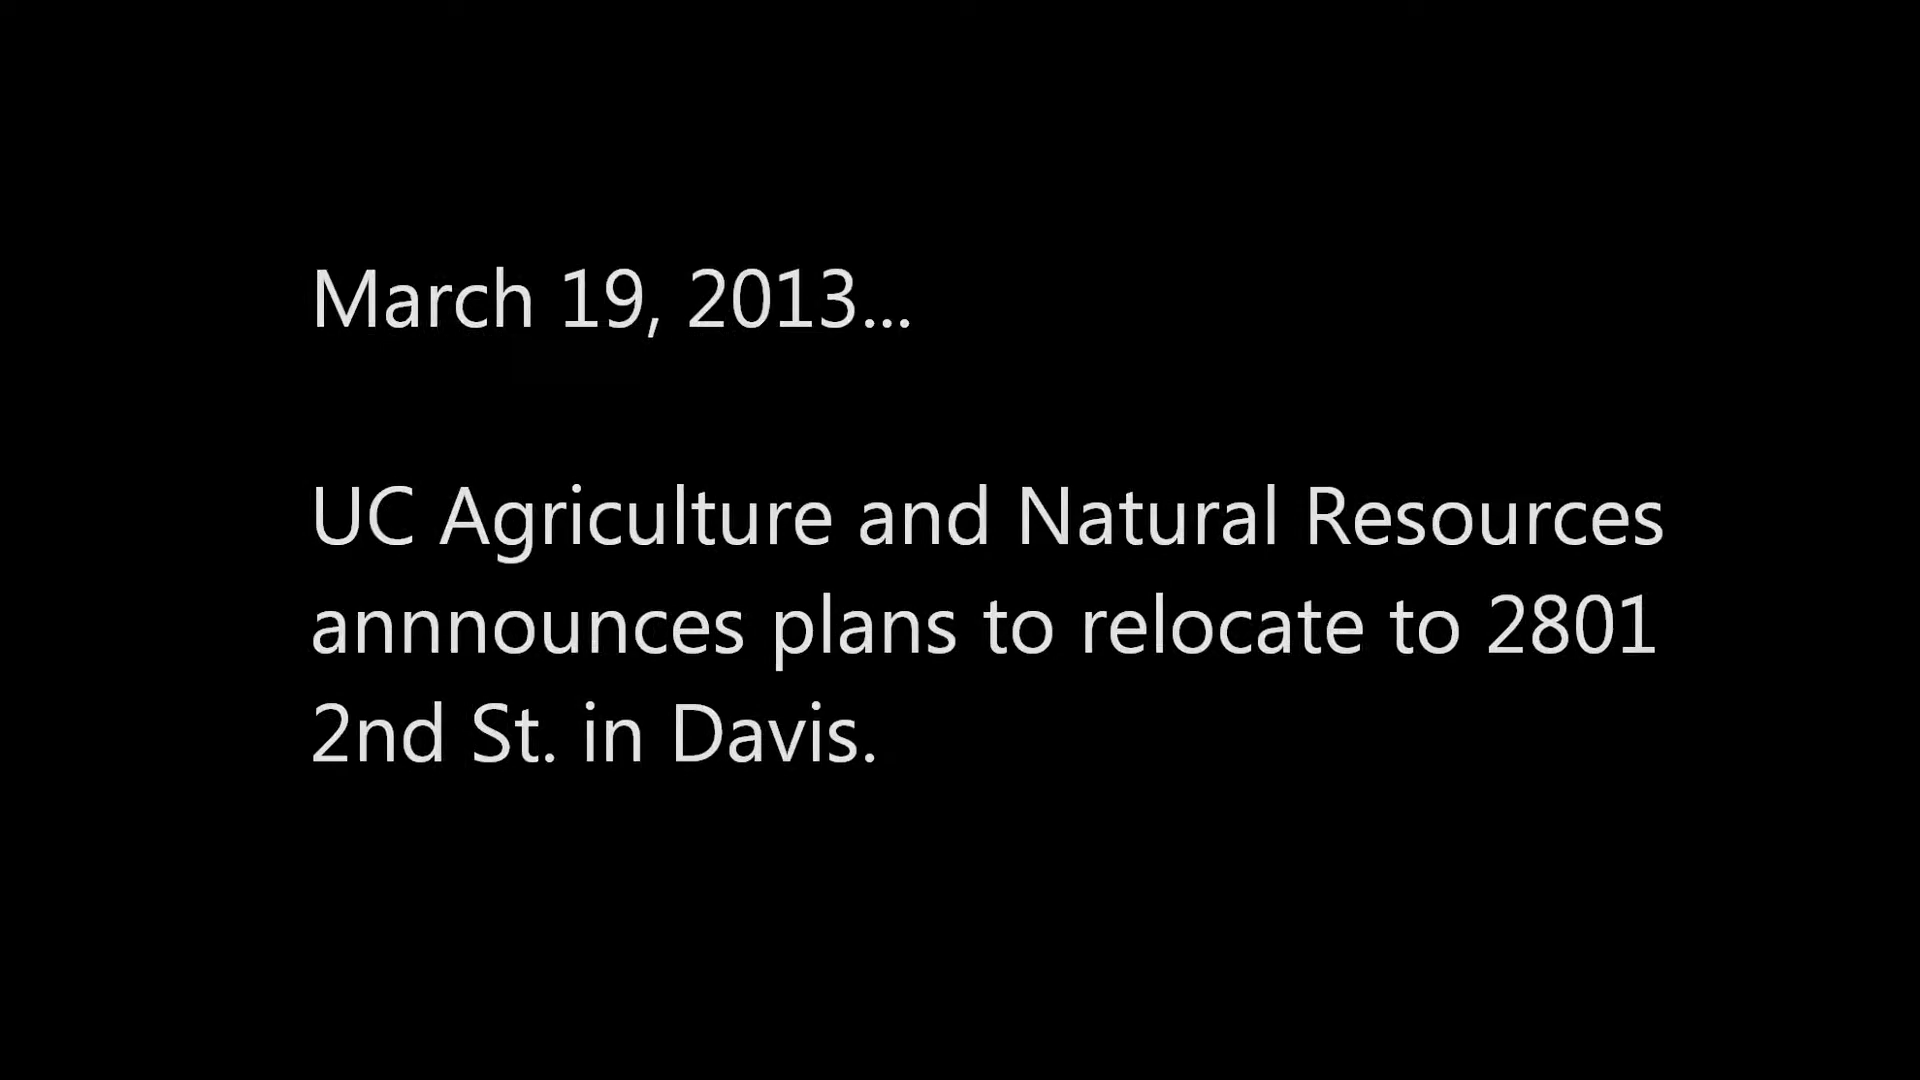 March 19, 2013...
UC Agriculture and Natural Resources
annnounces plans to relocate to 2801
2nd St. in Davis.